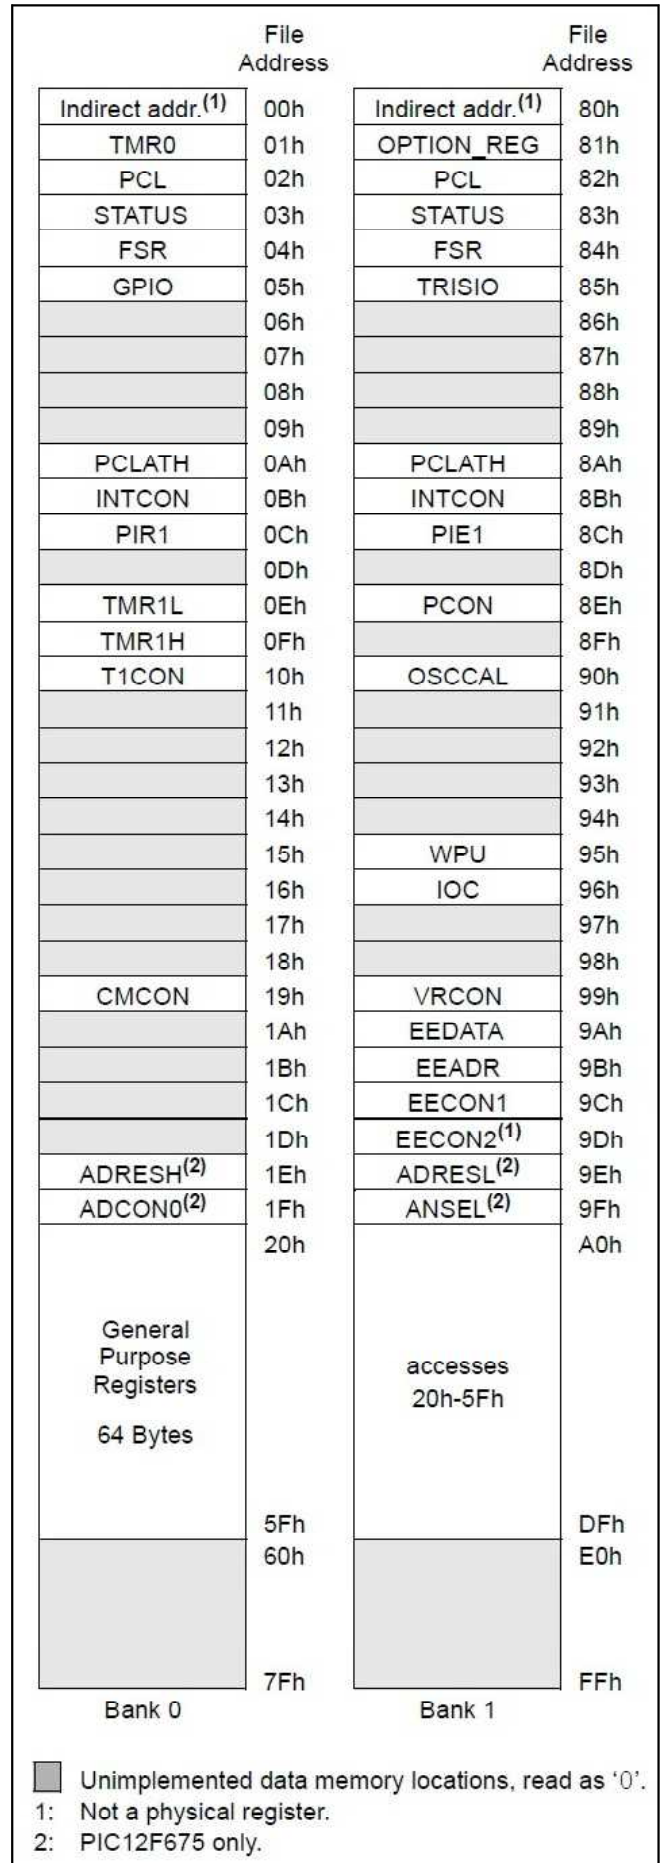 File File
Address Address
Indirect addr.(1) 00h Indirect addr.(1) 80h
TMR0 01h OPTION_REG 81h
PCL 02h PCL 82h
STATUS 03h STATUS 83h
FSR 04h FSR 84h
GPIO 05h TRISIO 85h
06h 86h
07h 87h
08h 88h
09h 89h
PCLATH 0Ah PCLATH 8Ah
INTCON 0Bh INTCON 8Bh
PIR1 0Ch PIE1 8Ch
0Dh 8Dh
TMR1L 0Eh PCON 8Eh
TMR1H 0Fh 8Fh
T1CON 10h OSCCAL 90h
11h 91h
12h 92h
13h 93h
14h 94h
15h WPU 95h
16h IOC 96h
17h 97h
18h 98h
CMCON 19h VRCON 99h
1Ah EEDATA 9Ah
1Bh EEADR 9Bh
1Ch EECON1 9Ch
1Dh EECON2(1) 9Dh
ADRESH(2) 1Eh ADRESL(2) 9Eh
ADCON0(2) 1Fh ANSEL(2) 9Fh
20h A0h
General
Purpose
Registers
64 Bytes
accesses
20h-5Fh
5Fh DFh
60h E0h
7Fh FFh
Bank 0 Bank 1
Unimplemented data memory locations, read as ‘0’.
1: Not a physical register.
2: PIC12F675 only.